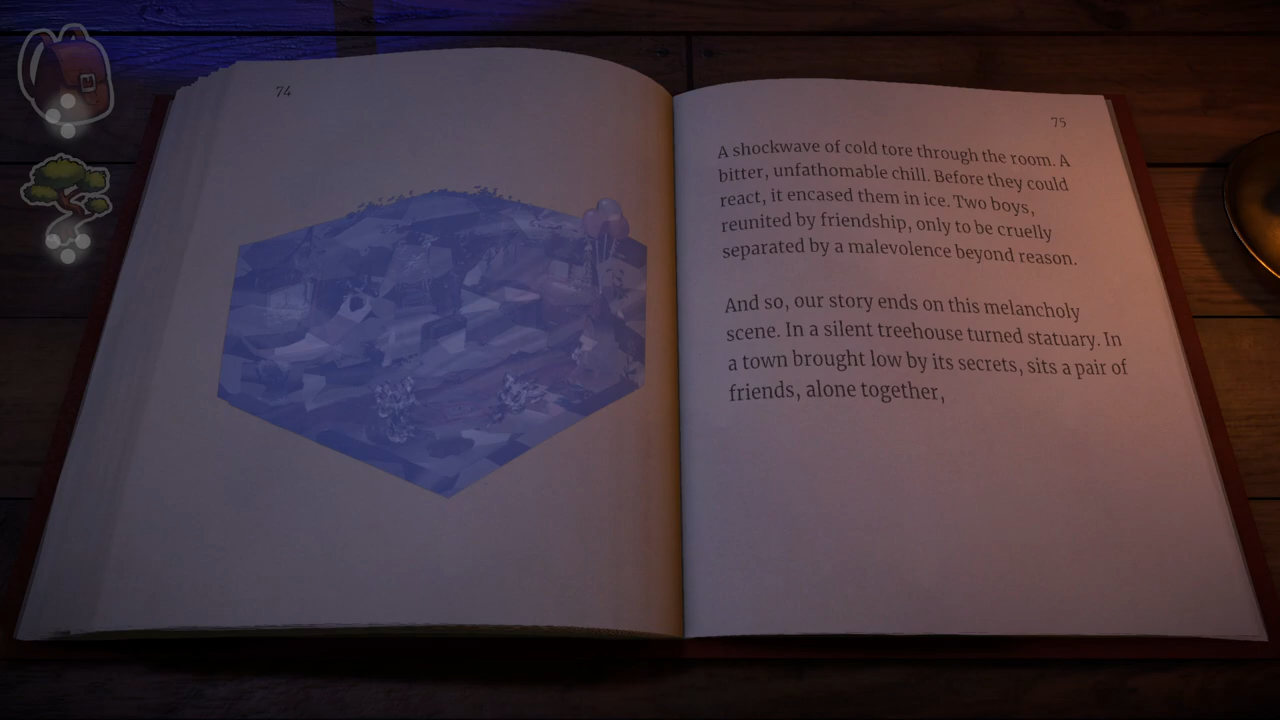 74
75
A shockwave of cold tore through the room. A
bitter, unfathomable chill. Before they could
react, it encased them in ice. Two boys,
reunited by friendship, only to be cruelly
separated by a malevolence beyond reason.
And so, our story ends on this melancholy
scene. In a silent treehouse turned statuary. In
a town brought low by its secrets, sits a pair of
friends, alone together,